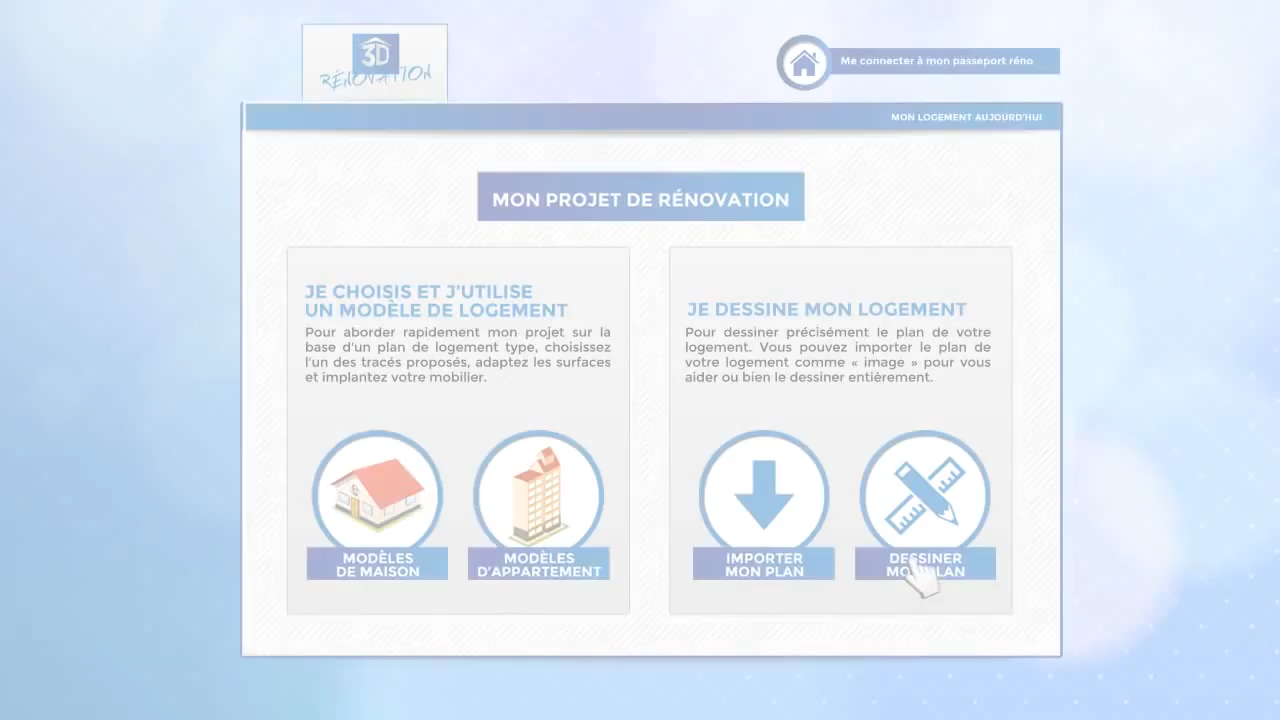 3D
RÉNOVATION
Me connecter à mon passeport réno
MON LOGEMENT AUJOURD'HUI
MON PROJET DE RÉNOVATION
JE CHOISIS ET J'UTILISE
UN MODÈLE DE LOGEMENT
Pour aborder rapidement mon projet sur la
base d'un plan de logement type, choisissez
l'un des tracés proposés, adaptez les surfaces
et implantez votre mobilier.
MODÈLES
DE MAISON
MODÈLES
D'APPARTEMENT
JE DESSINE MON LOGEMENT
Pour dessiner précisément le plan de votre
logement. Vous pouvez importer le plan de
votre logement comme « image » pour vous
aider ou bien le dessiner entièrement.
IMPORTER
MON PLAN
DESSINER
MON PLAN